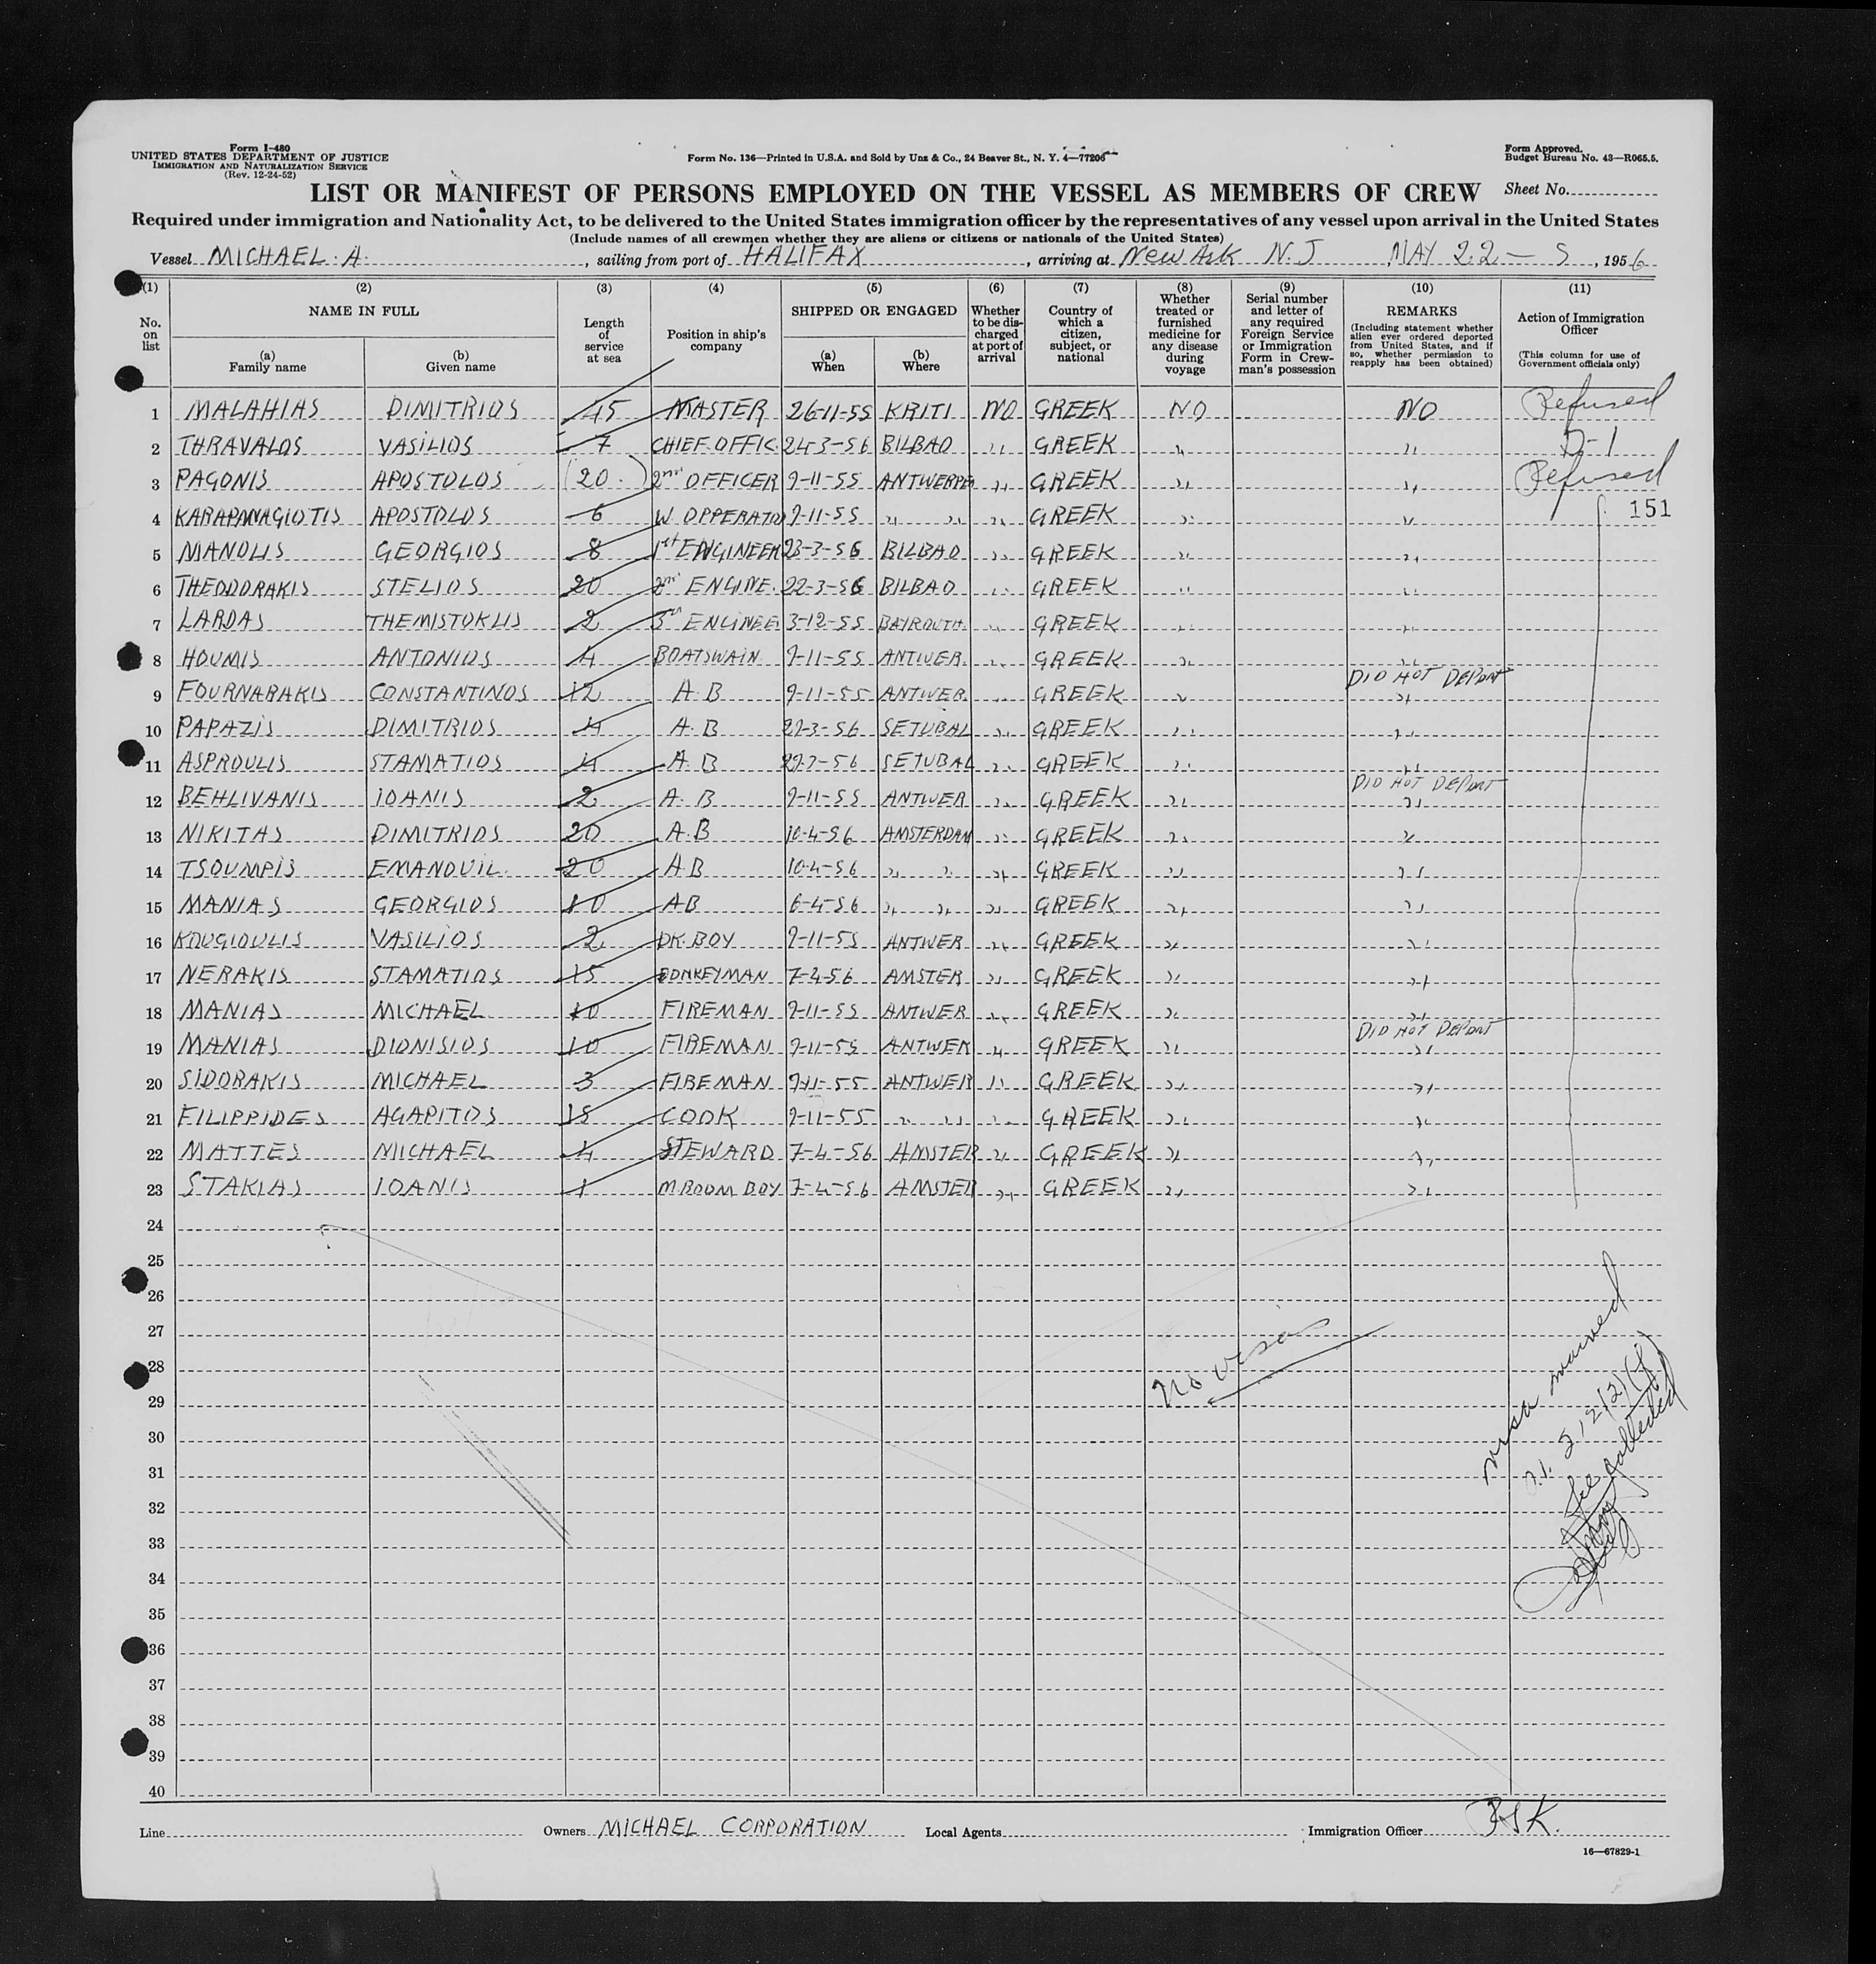 Form I-480
UNITED STATES DEPARTMENT OF JUSTICE
IMMIGRATION AND NATURALIZATION SERVICE
(Rev. 12-24-52)
Form No. 136—Printed in U.S.A. and Sold by Unz & Co., 24 Beaver St., N. Y. 4—77206
Form Approved.
Budget Bureau No. 43—R065.5.
LIST OR MANIFEST OF PERSONS EMPLOYED ON THE VESSEL AS MEMBERS OF CREW
Sheet No.
Required under immigration and Nationality Act, to be delivered to the United States immigration officer by the representatives of any vessel upon arrival in the United States
(Include names of all crewmen whether they are aliens or citizens or nationals of the United States)
Vessel MICHAEL. A. , sailing from port of HALIFAX , arriving at New Ark N.J MAY 22 — 5 , 1956
(1) No. on list
(2) NAME IN FULL
(a) Family name
(b) Given name
(3) Length of service at sea
(4) Position in ship's company
(5) SHIPPED OR ENGAGED
(a) When
(b) Where
(6) Whether to be discharged at port of arrival
(7) Country of which a citizen, subject, or national
(8) Whether treated or furnished medicine for any disease during voyage
(9) Serial number and letter of any required Foreign Service or Immigration Form in Crewman's possession
(10) REMARKS (Including statement whether alien ever ordered deported from United States, and if so, whether permission to reapply has been obtained)
(11) Action of Immigration Officer (This column for use of Government officials only)
1 MALAHIAS DIMITRIOS 45 MASTER 26-11-55 KRITI NO GREEK NO NO Refused
2 THRAVALOS VASILIOS 7 CHIEF OFFIC 24-3-56 BILBAO ,, GREEK ,, ,, D-1
3 PAGONIS APOSTOLOS (20.) 2nd OFFICER 9-11-55 ANTWERPEN ,, GREEK ,, ,, Refused
4 KARAPANAGIOTIS APOSTOLOS 6 W. OPPERATOR 9-11-55 ,, ,, ,, GREEK ,, ,, 151
5 MANOLIS GEORGIOS 8 1st ENGINEER 23-3-56 BILBAO ,, GREEK ,, ,,
6 THEODORAKIS STELIOS 20 2nd ENGINE. 22-3-56 BILBAO ,, GREEK ,, ,,
7 LARDAS THEMISTOKLIS 2 3rd ENGINEE 3-12-55 BAYROUTH ,, GREEK ,, ,,
8 HOUMIS ANTONIOS 4 BOATSWAIN 9-11-55 ANTWER. ,, GREEK ,, ,,
DID NOT DEPART
9 FOURNARAKIS CONSTANTINOS 12 A.B 9-11-55 ANTWER ,, GREEK ,, ,,
10 PAPAZIS DIMITRIOS 4 A.B 29-3-56 SETUBAL ,, GREEK ,, ,,
11 ASPROULIS STAMATIOS 4 A.B 29-3-56 SETUBAL ,, GREEK ,, ,,
DID NOT DEPART
12 BEHLIVANIS IOANIS 2 A.B 9-11-55 ANTWER ,, GREEK ,, ,,
13 NIKITAS DIMITRIOS 20 A.B 10-4-56 AMSTERDAM ,, GREEK ,, ,,
14 TSOUMPIS EMANOUIL. 20 A.B 10-4-56 ,, ,, ,, GREEK ,, ,,
15 MANIAS GEORGIOS 10 AB 6-4-56 ,, ,, ,, GREEK ,, ,,
16 KOUGIOULIS VASILIOS 2 DK. BOY 9-11-55 ANTWER ,, GREEK ,, ,,
17 NERAKIS STAMATIOS 15 DONKEYMAN 7-4-56 AMSTER ,, GREEK ,, ,,
18 MANIAS MICHAEL 10 FIREMAN 9-11-55 ANTWER ,, GREEK ,, ,,
DID NOT DEPART
19 MANIAS DIONISIOS 10 FIREMAN 9-11-55 ANTWER ,, GREEK ,, ,,
20 SIDORAKIS MICHAEL 3 FIREMAN 9-11-55 ANTWER ,, GREEK ,, ,,
21 FILIPPIDES AGAPITOS 18 COOK 9-11-55 ,, ,, ,, GREEK ,, ,,
22 MATTES MICHAEL 4 STEWARD 7-4-56 AMSTER ,, GREEK ,, ,,
23 STAKIAS IOANIS 1 M.ROOM BOY 7-4-56 AMSTER ,, GREEK ,, ,,
24
25
26
27
28
29
30
31
32
33
34
35
36
37
38
39
40
no visas
visa waived
212(2)(4)
fee collected
Line Owners MICHAEL CORPORATION Local Agents Immigration Officer
16—67829-1